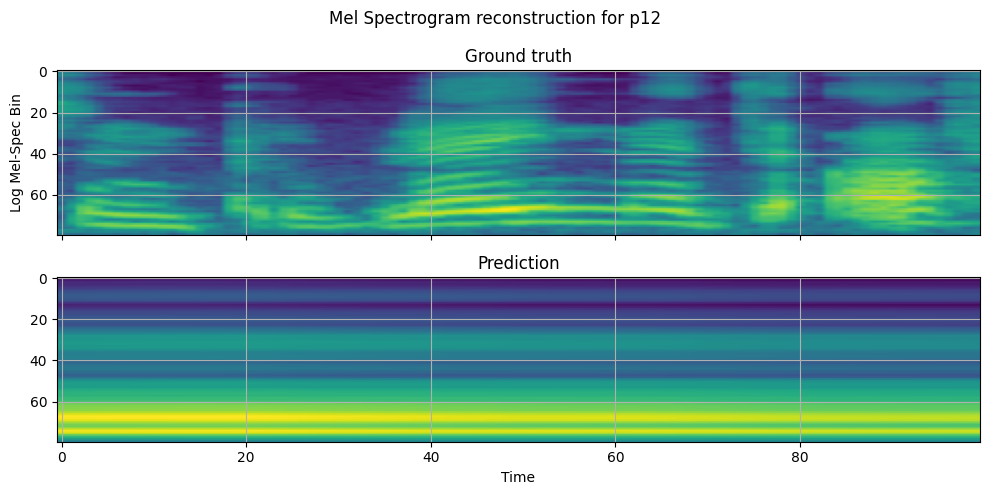 Mel Spectrogram reconstruction for p12
Ground truth
0
20
40
60
Log Mel-Spec Bin
Prediction
0
20
40
60
0 20 40 60 80
Time